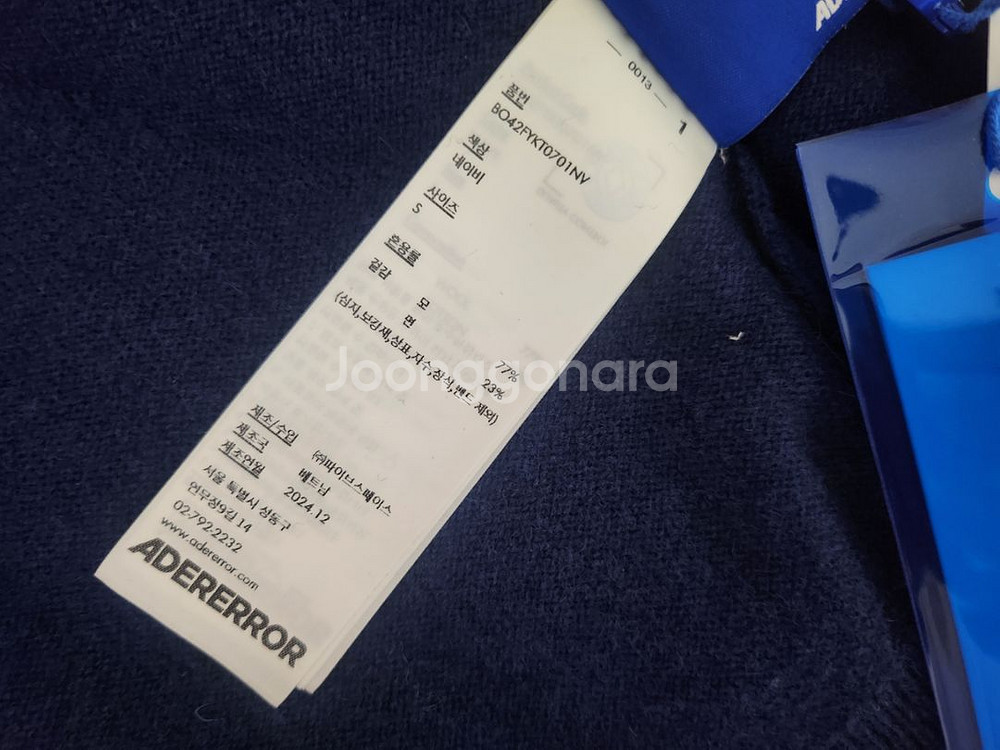 0013
1
품번
BO42FYKT0701NV
색상
네이비
사이즈
S
혼용률
겉감
모 77%
면 23%
(심지,보강재,상표,자수,장식,밴드 제외)
제조/수입 ㈜파이브스페이스
제조국 베트남
제조연월 2024.12
서울 특별시 성동구
연무장9길 14
02-792-2232
www.adererror.com
ADERERROR
Joonggonara